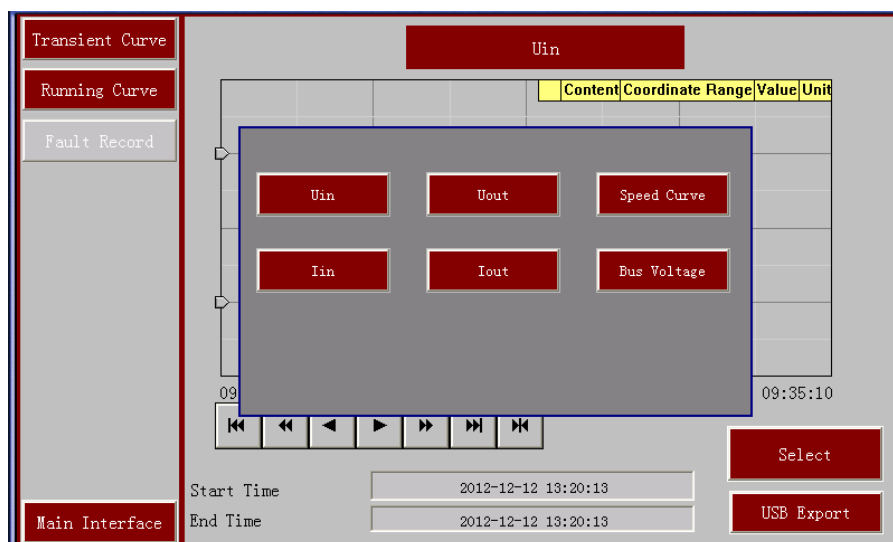 Transient Curve
Running Curve
Fault Record
Main Interface
Uin
Content Coordinate Range Value Unit
Uin Uout Speed Curve
Iin Iout Bus Voltage
09 09:35:10
Select
Start Time 2012-12-12 13:20:13
End Time 2012-12-12 13:20:13
USB Export